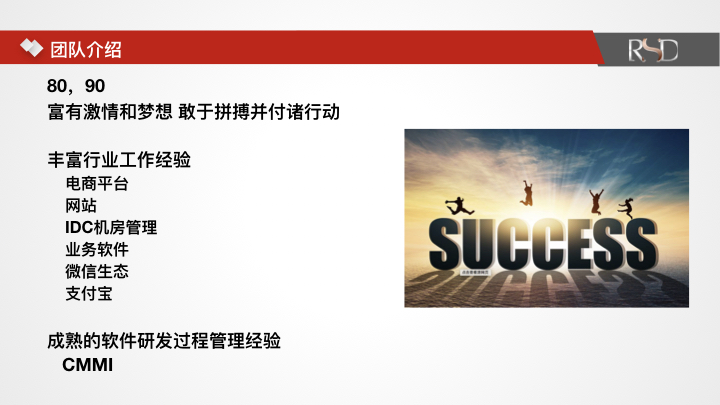 团队介绍
RSD
80，90
富有激情和梦想 敢于拼搏并付诸行动
丰富行业工作经验
电商平台
网站
IDC机房管理
业务软件
微信生态
支付宝
成熟的软件研发过程管理经验
CMMI
SUCCESS